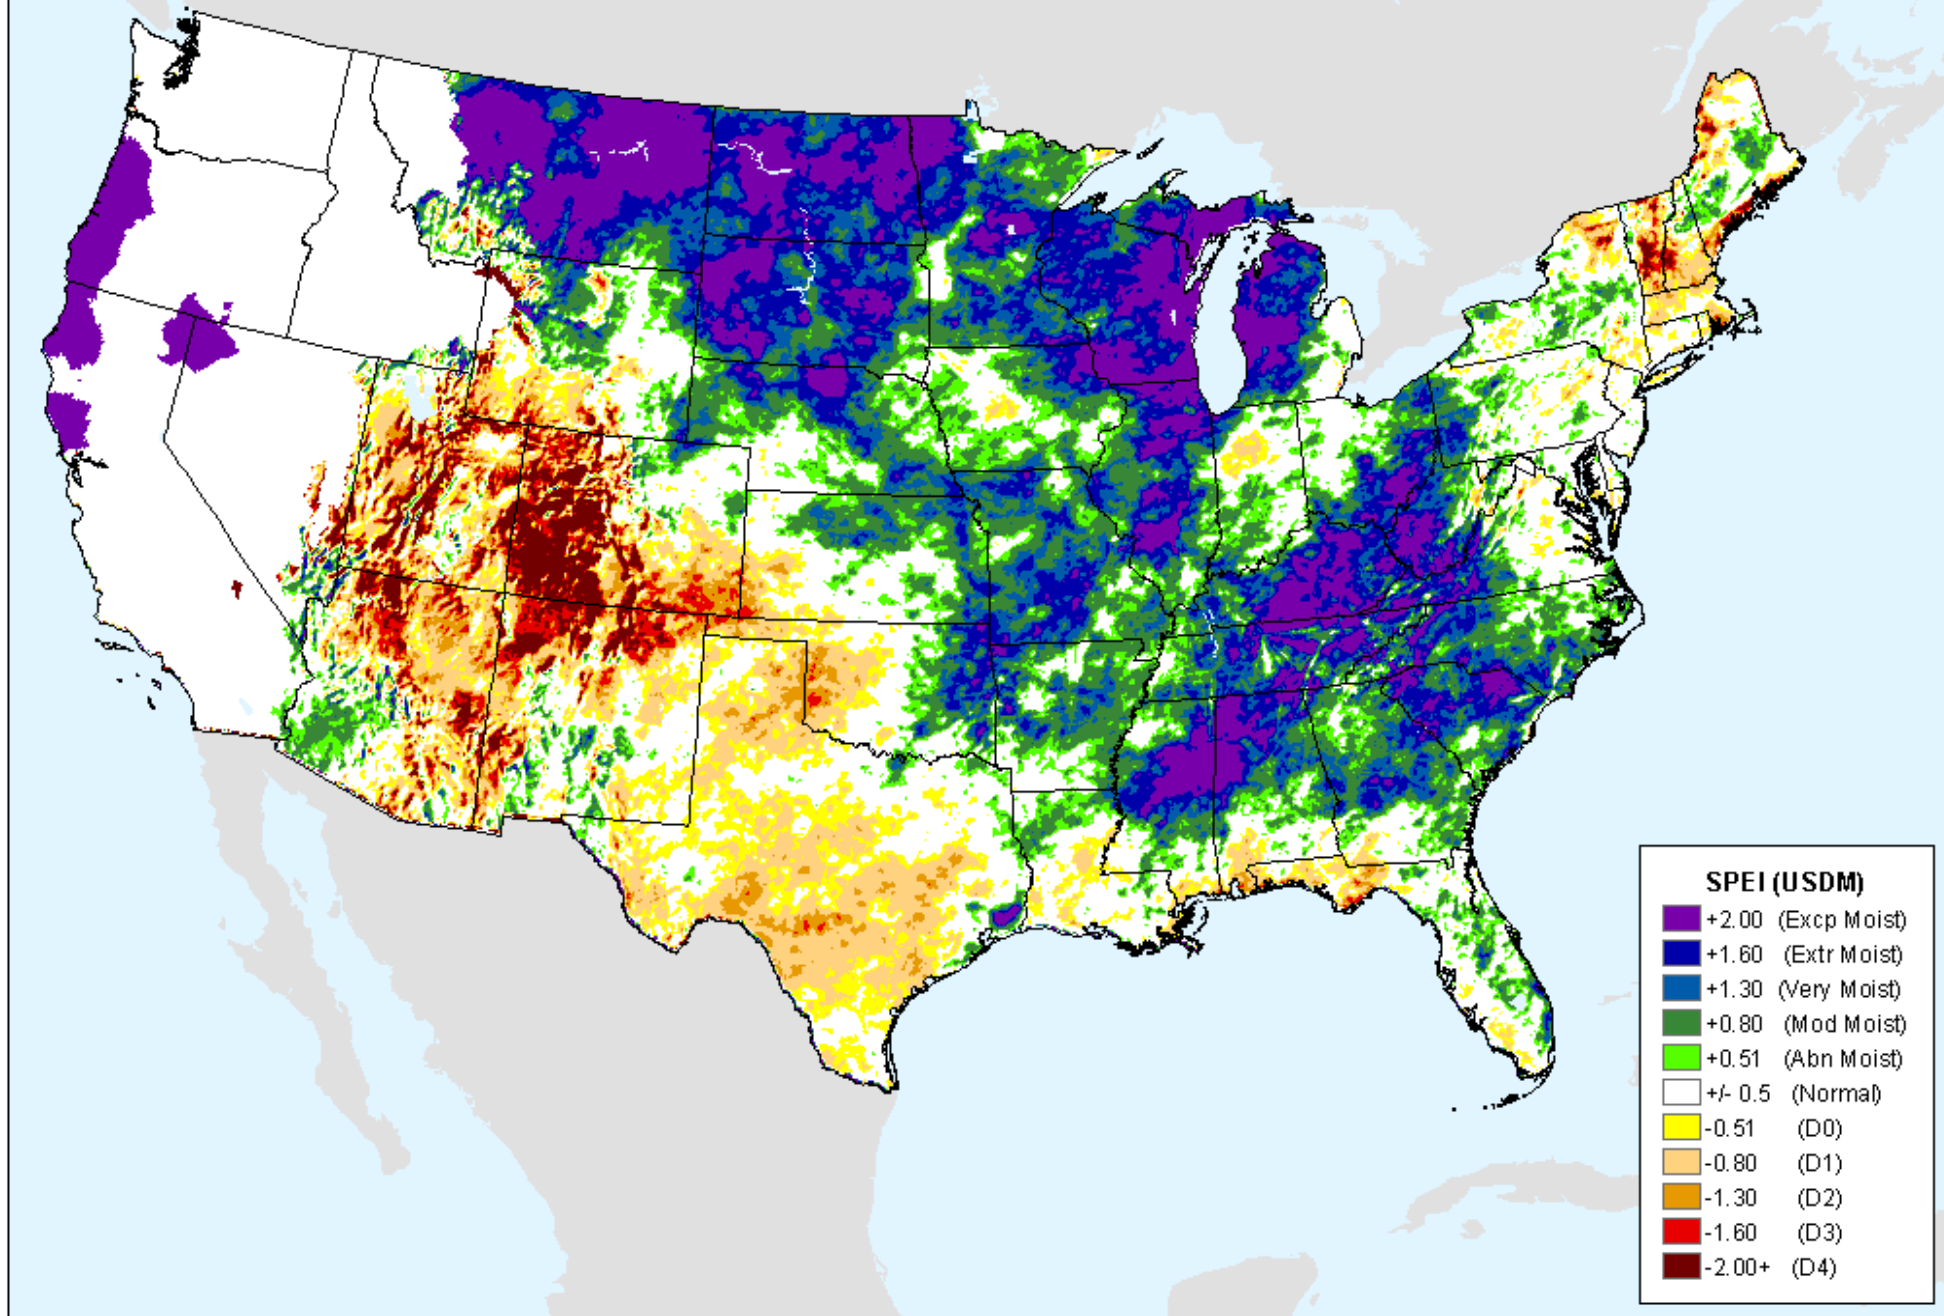 SPEI (USDM)
+2.00 (Excp Moist)
+1.60 (Extr Moist)
+1.30 (Very Moist)
+0.80 (Mod Moist)
+0.51 (Abn Moist)
+/- 0.5 (Normal)
-0.51 (D0)
-0.80 (D1)
-1.30 (D2)
-1.60 (D3)
-2.00+ (D4)